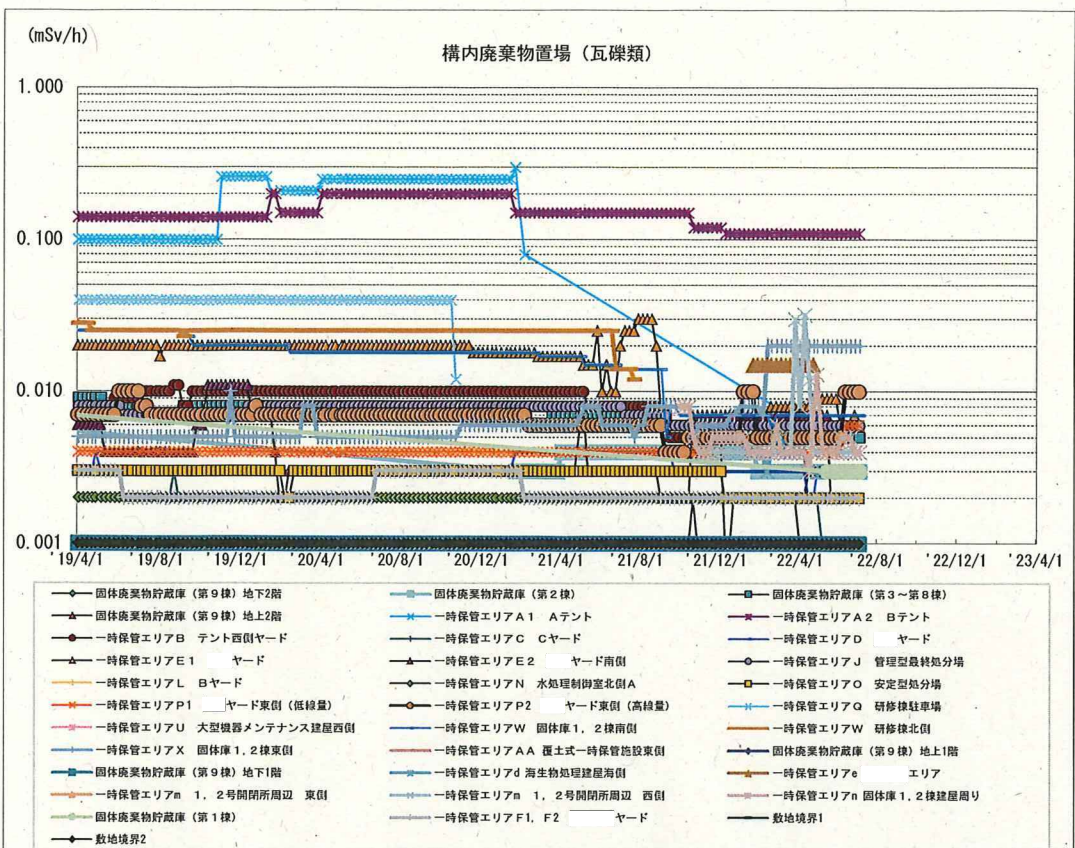 (mSv/h)
構内廃棄物置場（瓦礫類）
1.000
0.100
0.010
0.001
'19/4/1 '19/8/1 '19/12/1 '20/4/1 '20/8/1 '20/12/1 '21/4/1 '21/8/1 '21/12/1 '22/4/1 '22/8/1 '22/12/1 '23/4/1
固体廃棄物貯蔵庫（第９棟）地下2階 固体廃棄物貯蔵庫（第２棟） 固体廃棄物貯蔵庫（第３～第８棟）
固体廃棄物貯蔵庫（第９棟）地上2階 一時保管エリアＡ１ Ａテント 一時保管エリアＡ２ Ｂテント
一時保管エリアＢ テント西側ヤード 一時保管エリアＣ Ｃヤード 一時保管エリアＤ ヤード
一時保管エリアＥ１ ヤード 一時保管エリアＥ２ ヤード南側 一時保管エリアＪ 管理型最終処分場
一時保管エリアＬ Ｂヤード 一時保管エリアＮ 水処理制御室北側Ａ 一時保管エリアＯ 安定型処分場
一時保管エリアＰ1 ヤード東側（低線量） 一時保管エリアＰ2 ヤード東側（高線量） 一時保管エリアＱ 研修棟駐車場
一時保管エリアＵ 大型機器メンテナンス建屋西側 一時保管エリアＷ 固体庫１，２棟南側 一時保管エリアＷ 研修棟北側
一時保管エリアＸ 固体庫１，２棟東側 一時保管エリアＡＡ 覆土式一時保管施設東側 固体廃棄物貯蔵庫（第９棟）地上1階
固体廃棄物貯蔵庫（第９棟）地下1階 一時保管エリアｄ 海生物処理建屋海側 一時保管エリアｅ エリア
一時保管エリアｍ １，２号開閉所周辺 東側 一時保管エリアｍ １，２号開閉所周辺 西側 一時保管エリアｎ 固体庫１，２棟建屋周り
固体廃棄物貯蔵庫（第１棟） 一時保管エリアＦ１，Ｆ２ ヤード 敷地境界1
敷地境界2